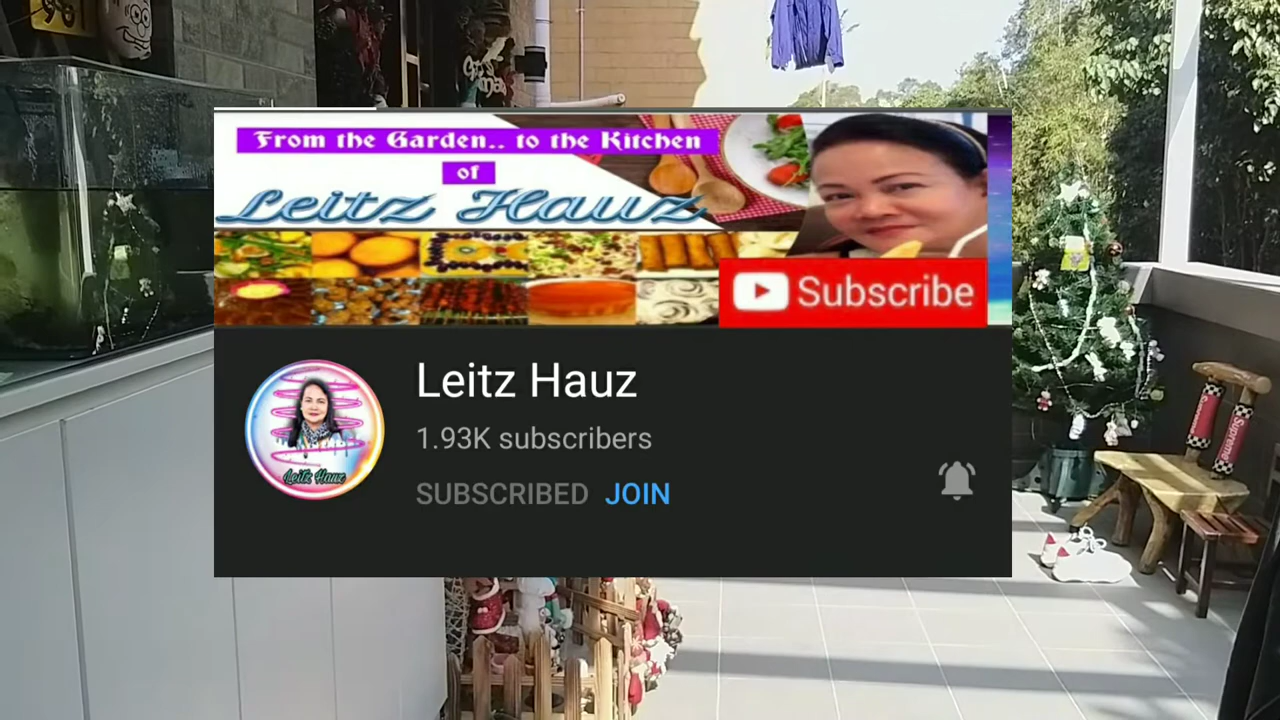 From the Garden.. to the Kitchen
of
Leitz Hauz
Subscribe
Leitz Hauz
1.93K subscribers
SUBSCRIBED JOIN
Leitz Hauz
Supreme